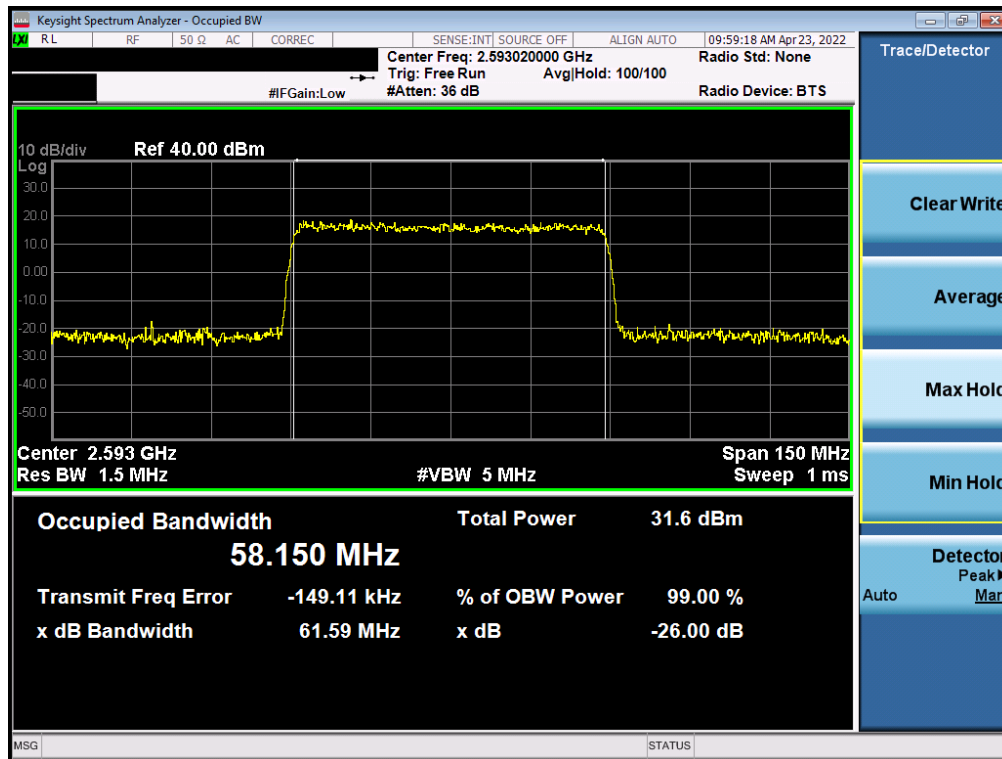 Keysight Spectrum Analyzer - Occupied BW
LXI RL RF 50 Ω AC CORREC SENSE:INT SOURCE OFF ALIGN AUTO 09:59:18 AM Apr 23, 2022
Center Freq: 2.593020000 GHz Radio Std: None
Trig: Free Run Avg|Hold: 100/100
#IFGain:Low #Atten: 36 dB Radio Device: BTS
Trace/Detector
10 dB/div Ref 40.00 dBm
Log
30.0
20.0
10.0
0.00
-10.0
-20.0
-30.0
-40.0
-50.0
Center 2.593 GHz Span 150 MHz
Res BW 1.5 MHz #VBW 5 MHz Sweep 1 ms
Occupied Bandwidth Total Power 31.6 dBm
58.150 MHz
Transmit Freq Error -149.11 kHz % of OBW Power 99.00 %
x dB Bandwidth 61.59 MHz x dB -26.00 dB
Clear Write
Average
Max Hold
Min Hold
Detector
Peak▶
Auto Man
MSG STATUS